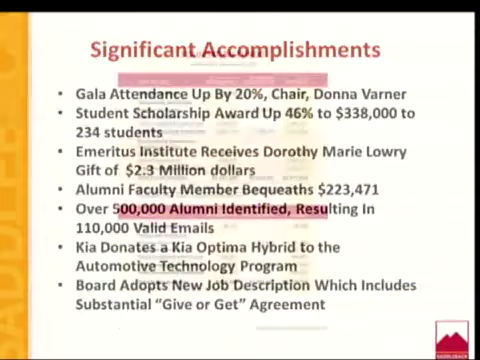 Significant Accomplishments
• Gala Attendance Up By 20%, Chair, Donna Varner
• Student Scholarship Award Up 46% to $338,000 to
234 students
• Emeritus Institute Receives Dorothy Marie Lowry
Gift of $2.3 Million dollars
• Alumni Faculty Member Bequeaths $223,471
• Over 500,000 Alumni Identified, Resulting In
110,000 Valid Emails
• Kia Donates a Kia Optima Hybrid to the
Automotive Technology Program
• Board Adopts New Job Description Which Includes
Substantial “Give or Get” Agreement